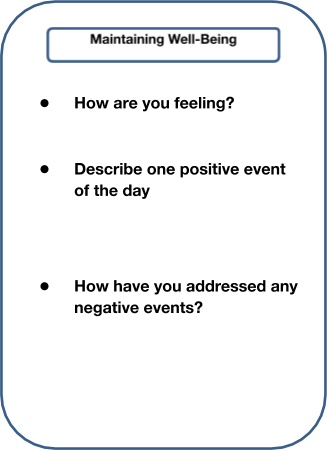 Maintaining Well-Being
● How are you feeling?
● Describe one positive event
of the day
● How have you addressed any
negative events?